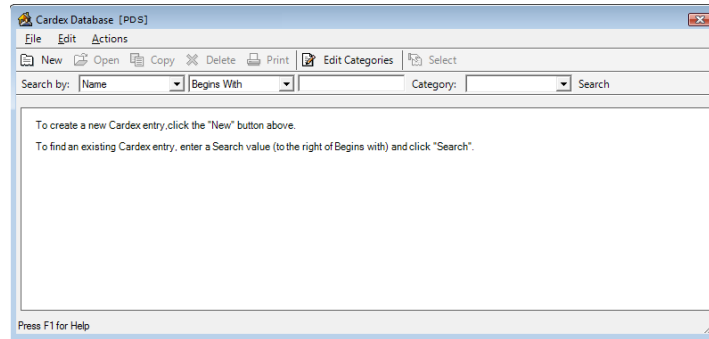 Cardex Database [PDS]
File Edit Actions
New Open Copy Delete Print Edit Categories Select
Search by: Name Begins With Category: Search
To create a new Cardex entry,click the "New" button above.
To find an existing Cardex entry, enter a Search value (to the right of Begins with) and click "Search".
Press F1 for Help